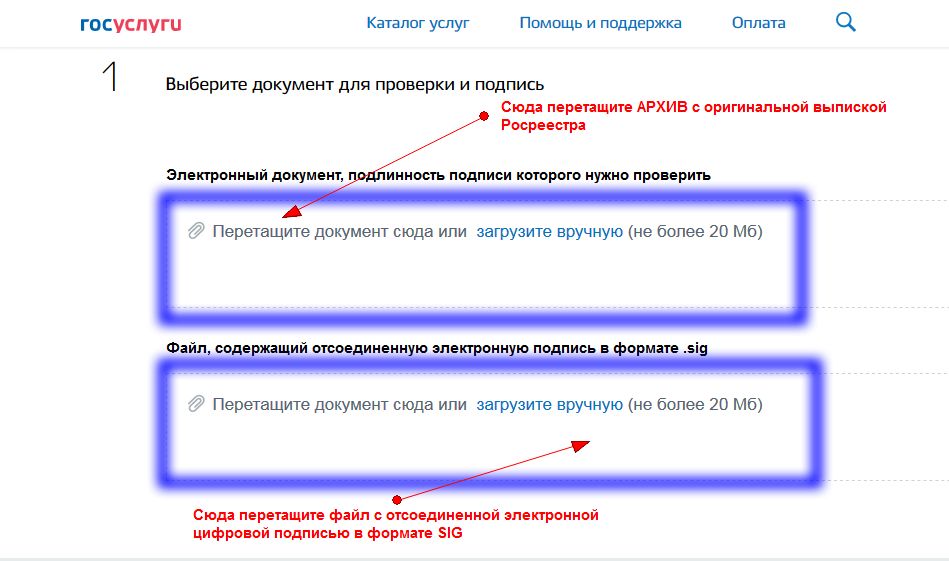 госуслуги Каталог услуг Помощь и поддержка Оплата
1 Выберите документ для проверки и подпись
Сюда перетащите АРХИВ с оригинальной выпиской
Росреестра
Электронный документ, подлинность подписи которого нужно проверить
Перетащите документ сюда или загрузите вручную (не более 20 Мб)
Файл, содержащий отсоединенную электронную подпись в формате .sig
Перетащите документ сюда или загрузите вручную (не более 20 Мб)
Сюда перетащите файл с отсоединенной электронной
цифровой подписью в формате SIG